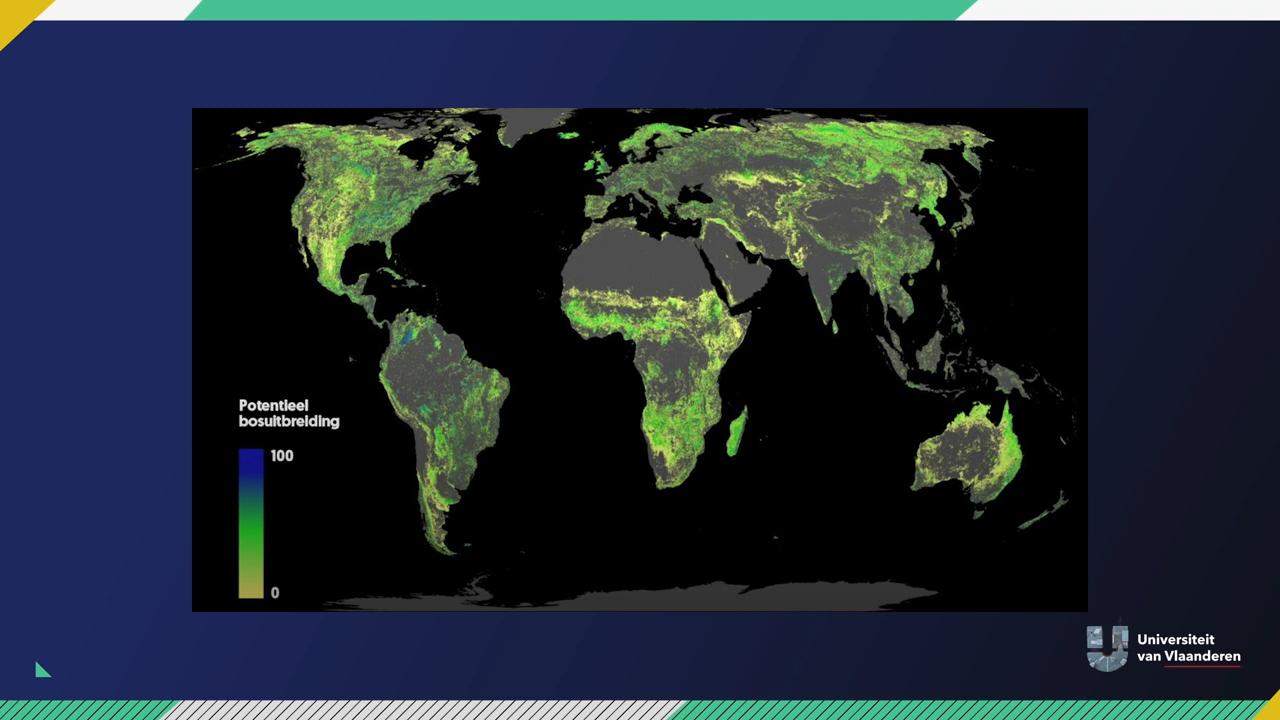 Potentieel
bosuitbreiding
100
0
Universiteit
van Vlaanderen